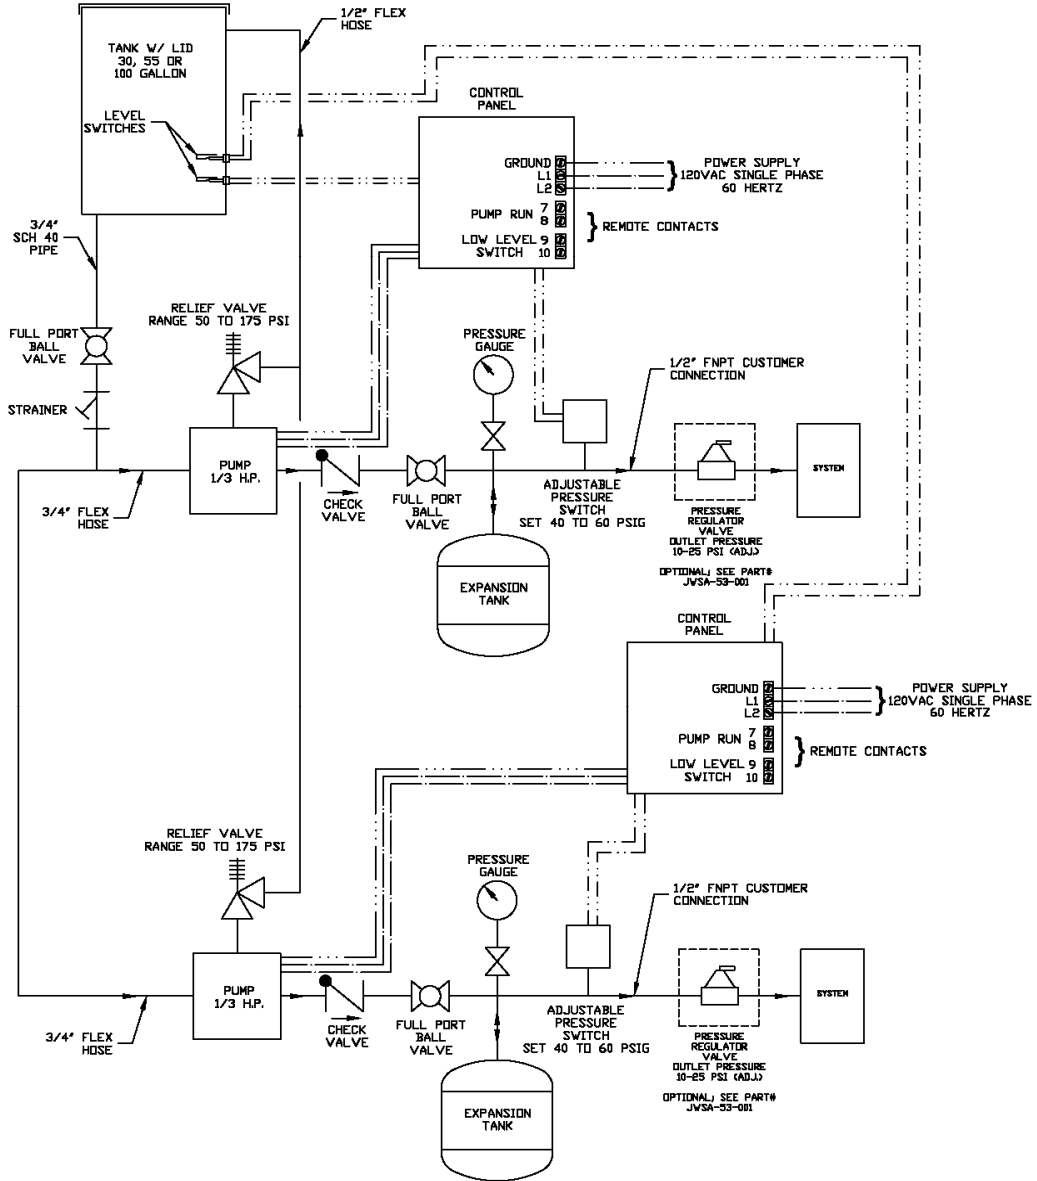 1/2" FLEX
HOSE
TANK W/ LID
30, 55 OR
100 GALLON
LEVEL
SWITCHES
CONTROL
PANEL
GROUND
L1
L2
POWER SUPPLY
120VAC SINGLE PHASE
60 HERTZ
PUMP RUN 7
8
REMOTE CONTACTS
LOW LEVEL 9
SWITCH 10
3/4"
SCH 40
PIPE
RELIEF VALVE
RANGE 50 TO 175 PSI
FULL PORT
BALL
VALVE
PRESSURE
GAUGE
1/2" FNPT CUSTOMER
CONNECTION
STRAINER
PUMP
1/3 H.P.
3/4" FLEX
HOSE
CHECK
VALVE
FULL PORT
BALL
VALVE
ADJUSTABLE
PRESSURE
SWITCH
SET 40 TO 60 PSIG
SYSTEM
PRESSURE
REGULATOR
VALVE
OUTLET PRESSURE
10-25 PSI (ADJ.)
OPTIONAL; SEE PART#
JWSA-53-001
EXPANSION
TANK
CONTROL
PANEL
GROUND
L1
L2
POWER SUPPLY
120VAC SINGLE PHASE
60 HERTZ
PUMP RUN 7
8
REMOTE CONTACTS
LOW LEVEL 9
SWITCH 10
RELIEF VALVE
RANGE 50 TO 175 PSI
PRESSURE
GAUGE
1/2" FNPT CUSTOMER
CONNECTION
PUMP
1/3 H.P.
3/4" FLEX
HOSE
CHECK
VALVE
FULL PORT
BALL
VALVE
ADJUSTABLE
PRESSURE
SWITCH
SET 40 TO 60 PSIG
SYSTEM
PRESSURE
REGULATOR
VALVE
OUTLET PRESSURE
10-25 PSI (ADJ.)
OPTIONAL; SEE PART#
JWSA-53-001
EXPANSION
TANK